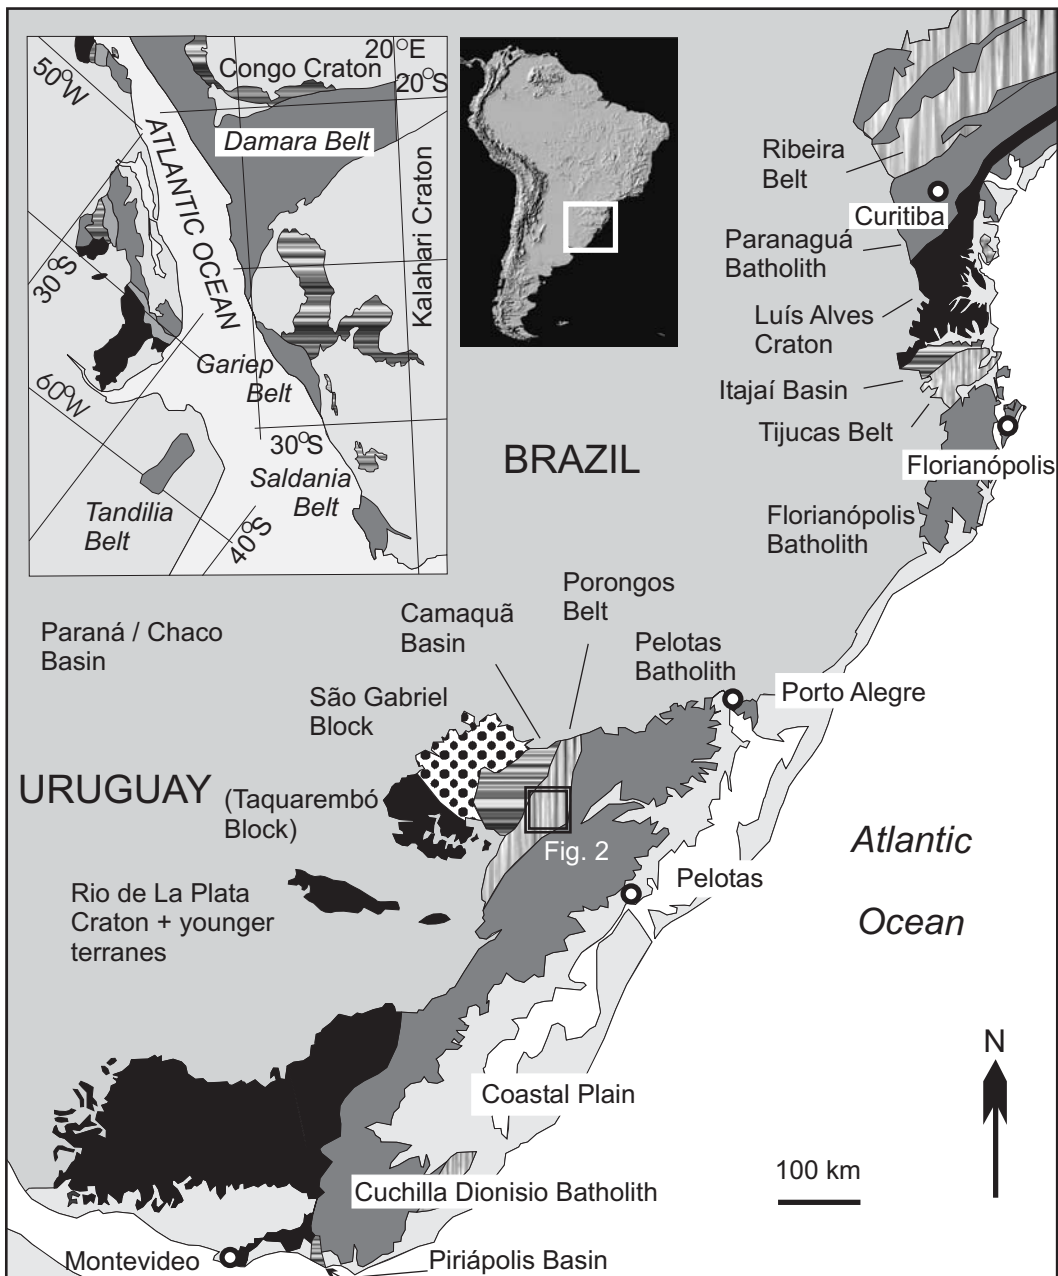 20°E
20°S
50°W
Congo Craton
Damara Belt
ATLANTIC OCEAN
Kalahari Craton
30°S
Gariep
Belt
60°W
30°S
Saldania
Belt
Tandilia
Belt
40°S
Ribeira
Belt
Curitiba
Paranaguá
Batholith
Luís Alves
Craton
Itajaí Basin
Tijucas Belt
BRAZIL
Florianópolis
Florianópolis
Batholith
Paraná / Chaco
Basin
Camaquã
Basin
Porongos
Belt
Pelotas
Batholith
Porto Alegre
São Gabriel
Block
URUGUAY
(Taquarembó
Block)
Fig. 2
Atlantic
Ocean
Pelotas
Rio de La Plata
Craton + younger
terranes
N
Coastal Plain
100 km
Cuchilla Dionisio Batholith
Montevideo
Piriápolis Basin